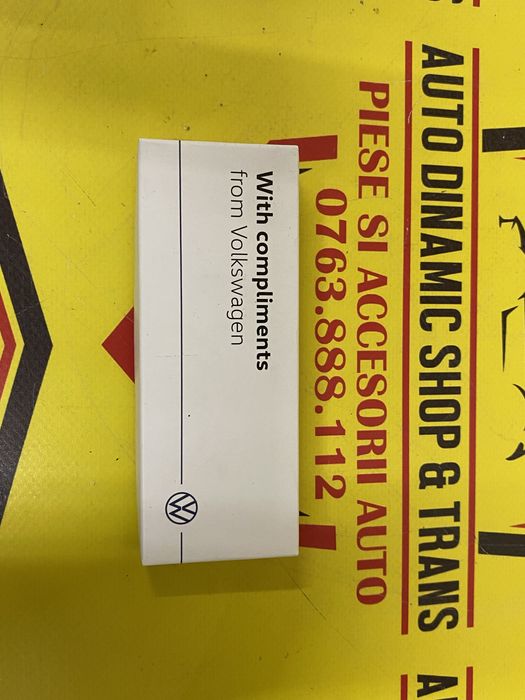 With compliments
from Volkswagen
AUTO DINAMIC SHOP & TRANS
PIESE SI ACCESORII AUTO
0763.888.112